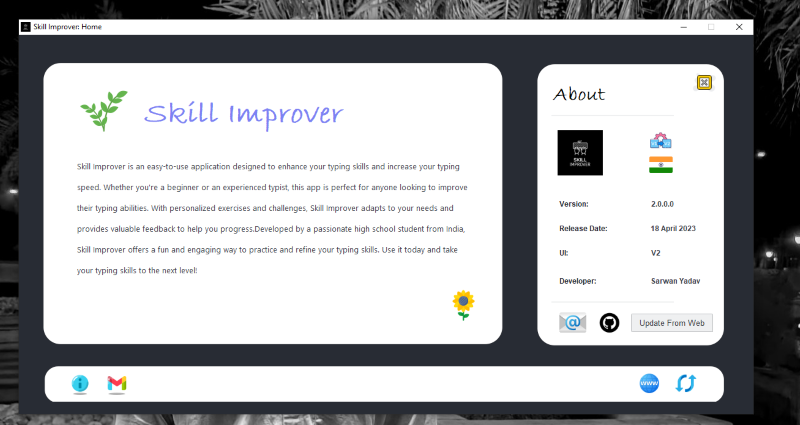 Skill Improver: Home
Skill Improver
Skill Improver is an easy-to-use application designed to enhance your typing skills and increase your typing
speed. Whether you're a beginner or an experienced typist, this app is perfect for anyone looking to improve
their typing abilities. With personalized exercises and challenges, Skill Improver adapts to your needs and
provides valuable feedback to help you progress.Developed by a passionate high school student from India,
Skill Improver offers a fun and engaging way to practice and refine your typing skills. Use it today and take
your typing skills to the next level!
About
SKILL
IMPROVER
Version: 2.0.0.0
Release Date: 18 April 2023
UI: V2
Developer: Sarwan Yadav
Update From Web
WWW